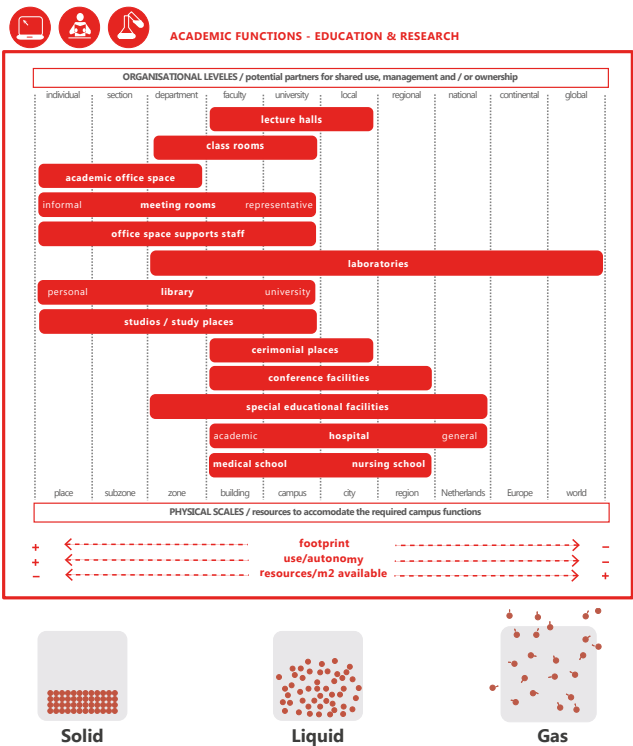 ACADEMIC FUNCTIONS - EDUCATION & RESEARCH
ORGANISATIONAL LEVELES / potential partners for shared use, management and / or ownership
individual section department faculty university local regional national continental global
lecture halls
class rooms
academic office space
informal meeting rooms representative
office space supports staff
laboratories
personal library university
studios / study places
cerimonial places
conference facilities
special educational facilities
academic hospital general
medical school nursing school
place subzone zone building campus city region Netherlands Europe world
PHYSICAL SCALES / resources to accomodate the required campus functions
+ footprint –
+ use/autonomy –
– resources/m2 available +
Solid Liquid Gas